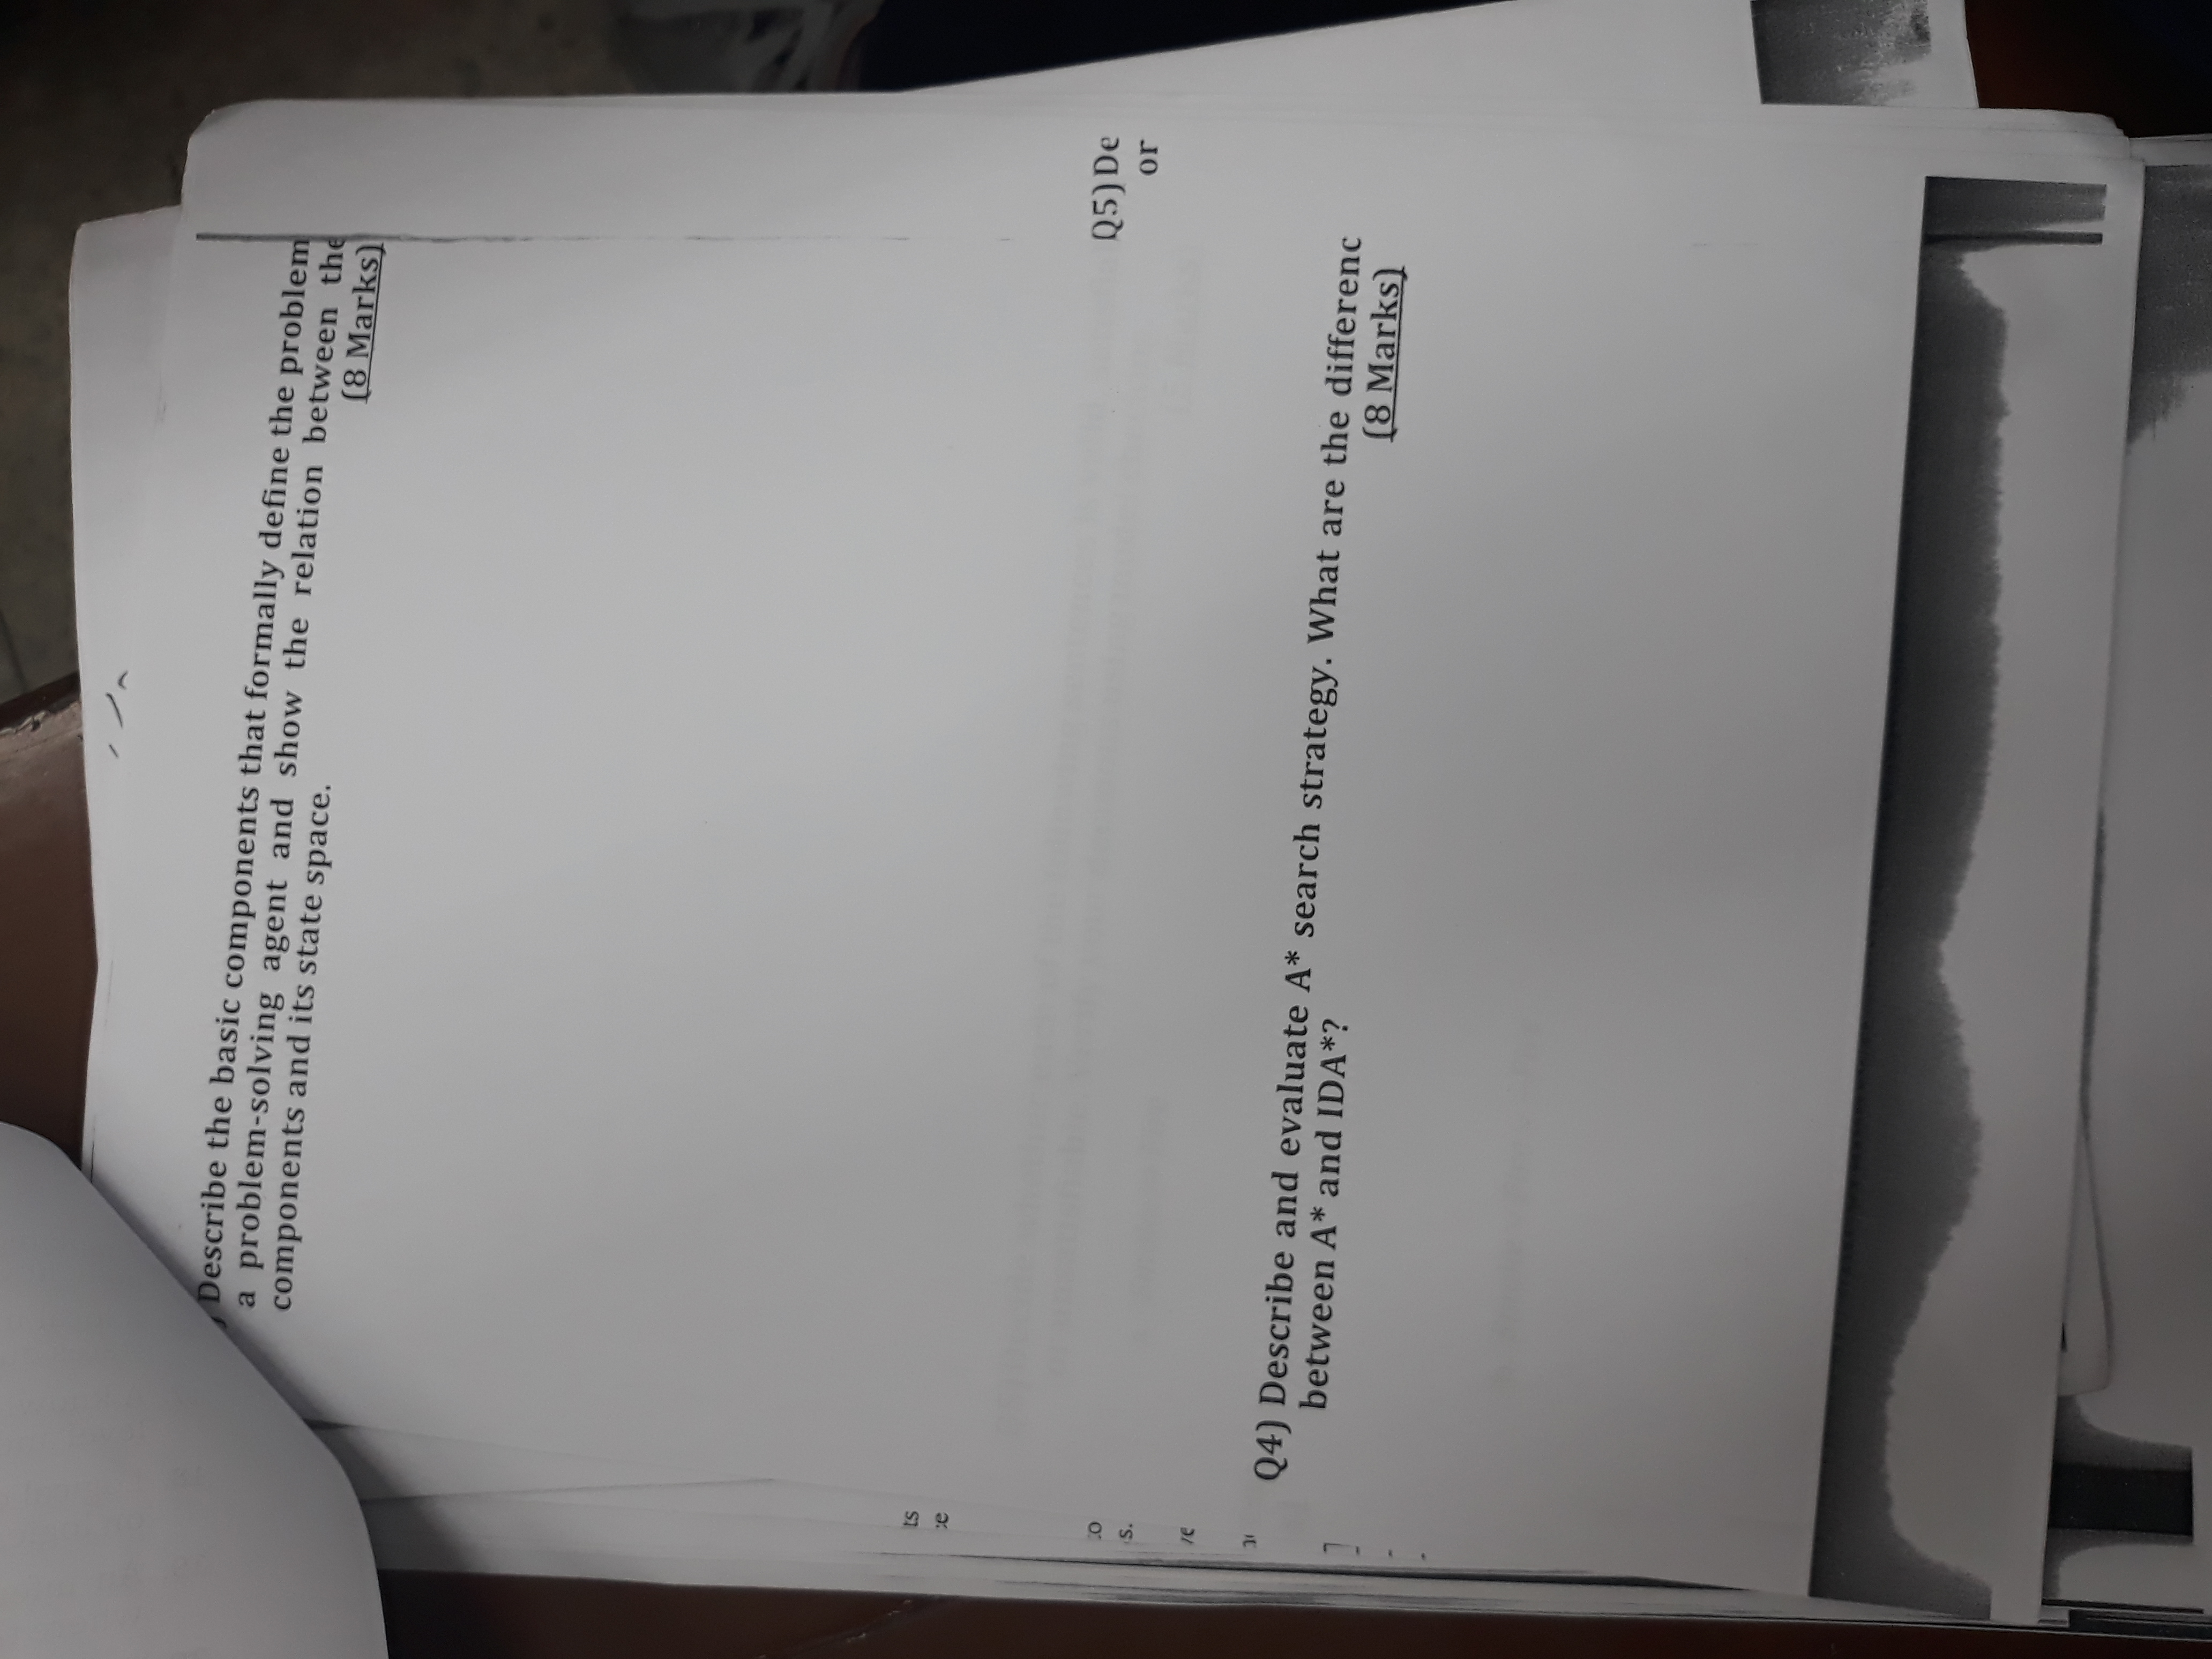 Describe the basic components that formally define the problem
a problem-solving agent and show the relation between the
components and its state space.
(8 Marks)
ts
Q5) De
or
s.
Q4) Describe and evaluate A* search strategy. What are the differenc
between A* and IDA*?
(8 Marks)